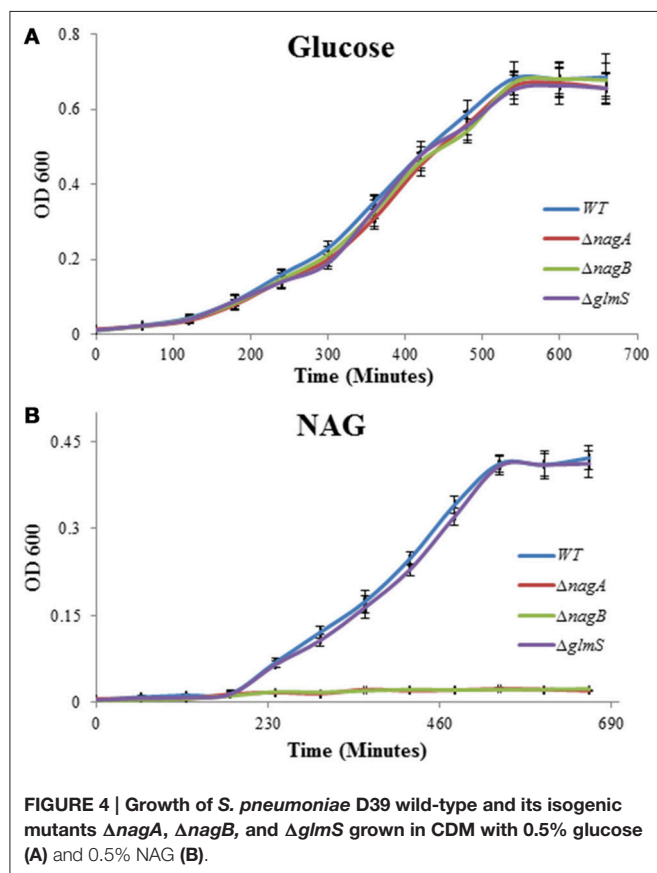 A
Glucose
0.8
0.6
0.4
0.2
0
OD 600
WT
ΔnagA
ΔnagB
ΔglmS
0 100 200 300 400 500 600 700
Time (Minutes)
B
NAG
0.45
0.3
0.15
0
OD 600
WT
ΔnagA
ΔnagB
ΔglmS
0 230 460 690
Time (Minutes)
FIGURE 4 | Growth of S. pneumoniae D39 wild-type and its isogenic
mutants ΔnagA, ΔnagB, and ΔglmS grown in CDM with 0.5% glucose
(A) and 0.5% NAG (B).